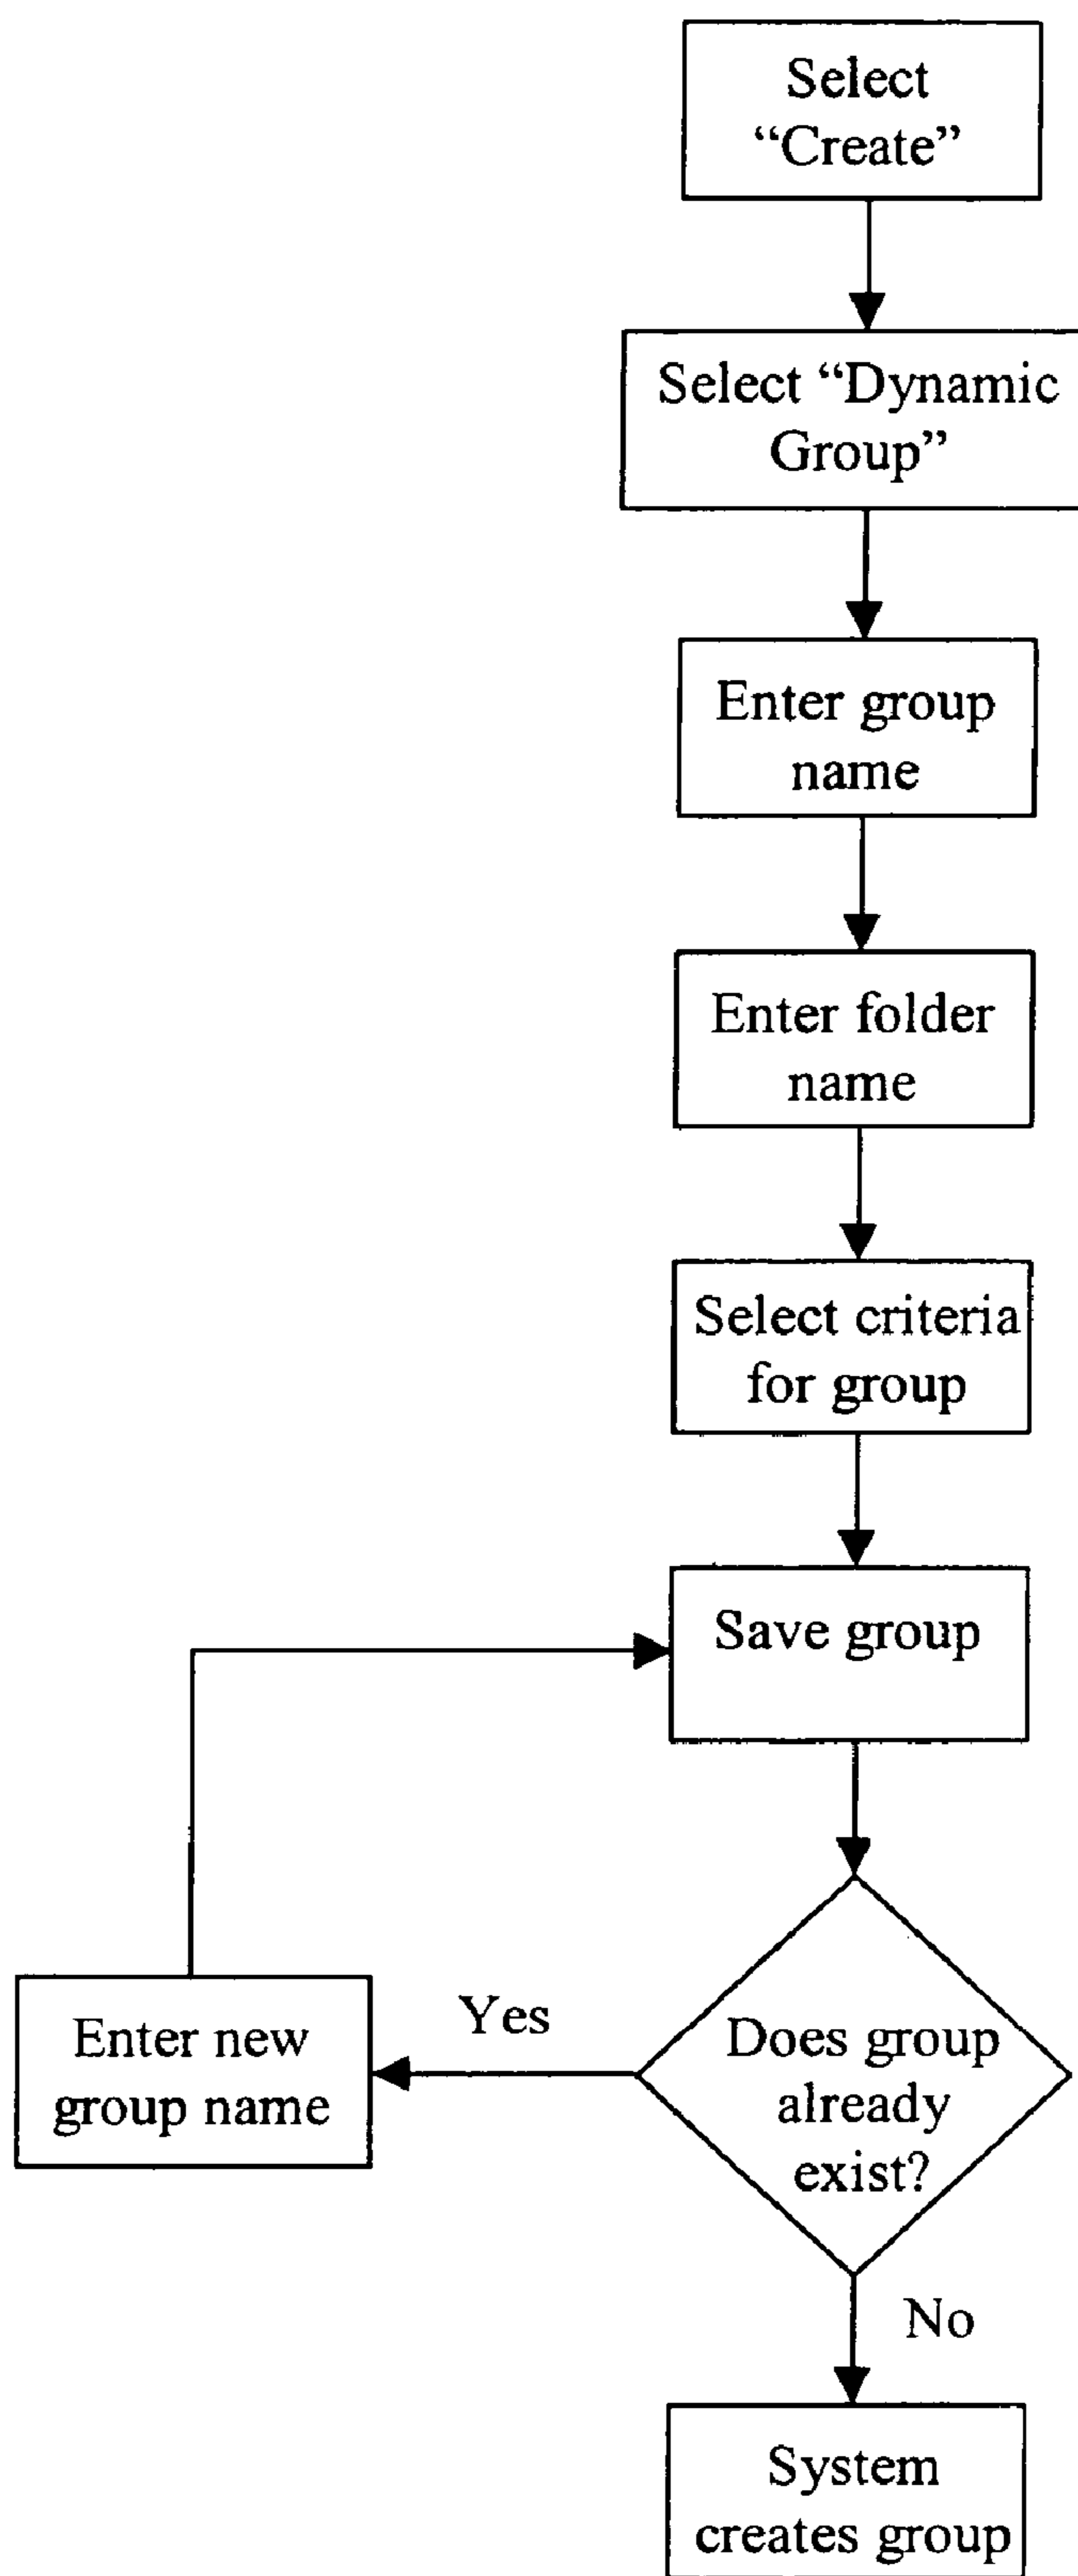 Select
“Create”
Select “Dynamic
Group”
Enter group
name
Enter folder
name
Select criteria
for group
Save group
Enter new
group name
Yes
Does group
already
exist?
No
System
creates group